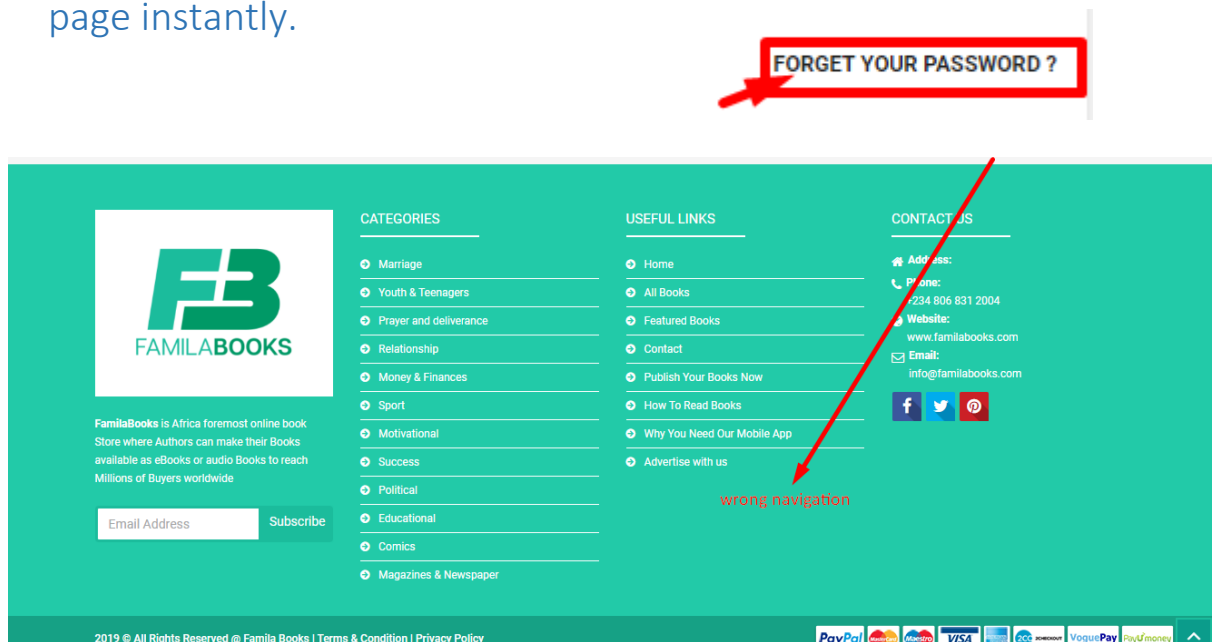 page instantly.
FORGET YOUR PASSWORD ?
FB
FAMILABOOKS
FamilaBooks is Africa foremost online book
Store where Authors can make their Books
available as eBooks or audio Books to reach
Millions of Buyers worldwide
Email Address
Subscribe
CATEGORIES
Marriage
Youth & Teenagers
Prayer and deliverance
Relationship
Money & Finances
Sport
Motivational
Success
Political
Educational
Comics
Magazines & Newspaper
USEFUL LINKS
Home
All Books
Featured Books
Contact
Publish Your Books Now
How To Read Books
Why You Need Our Mobile App
Advertise with us
wrong navigation
CONTACT US
Address:
Phone:
+234 806 831 2004
Website:
www.familabooks.com
Email:
info@familabooks.com
2019 © All Rights Reserved @ Famila Books | Terms & Condition | Privacy Policy
PayPal MasterCard Maestro VISA 2CO 2CHECKOUT VoguePay PayUmoney